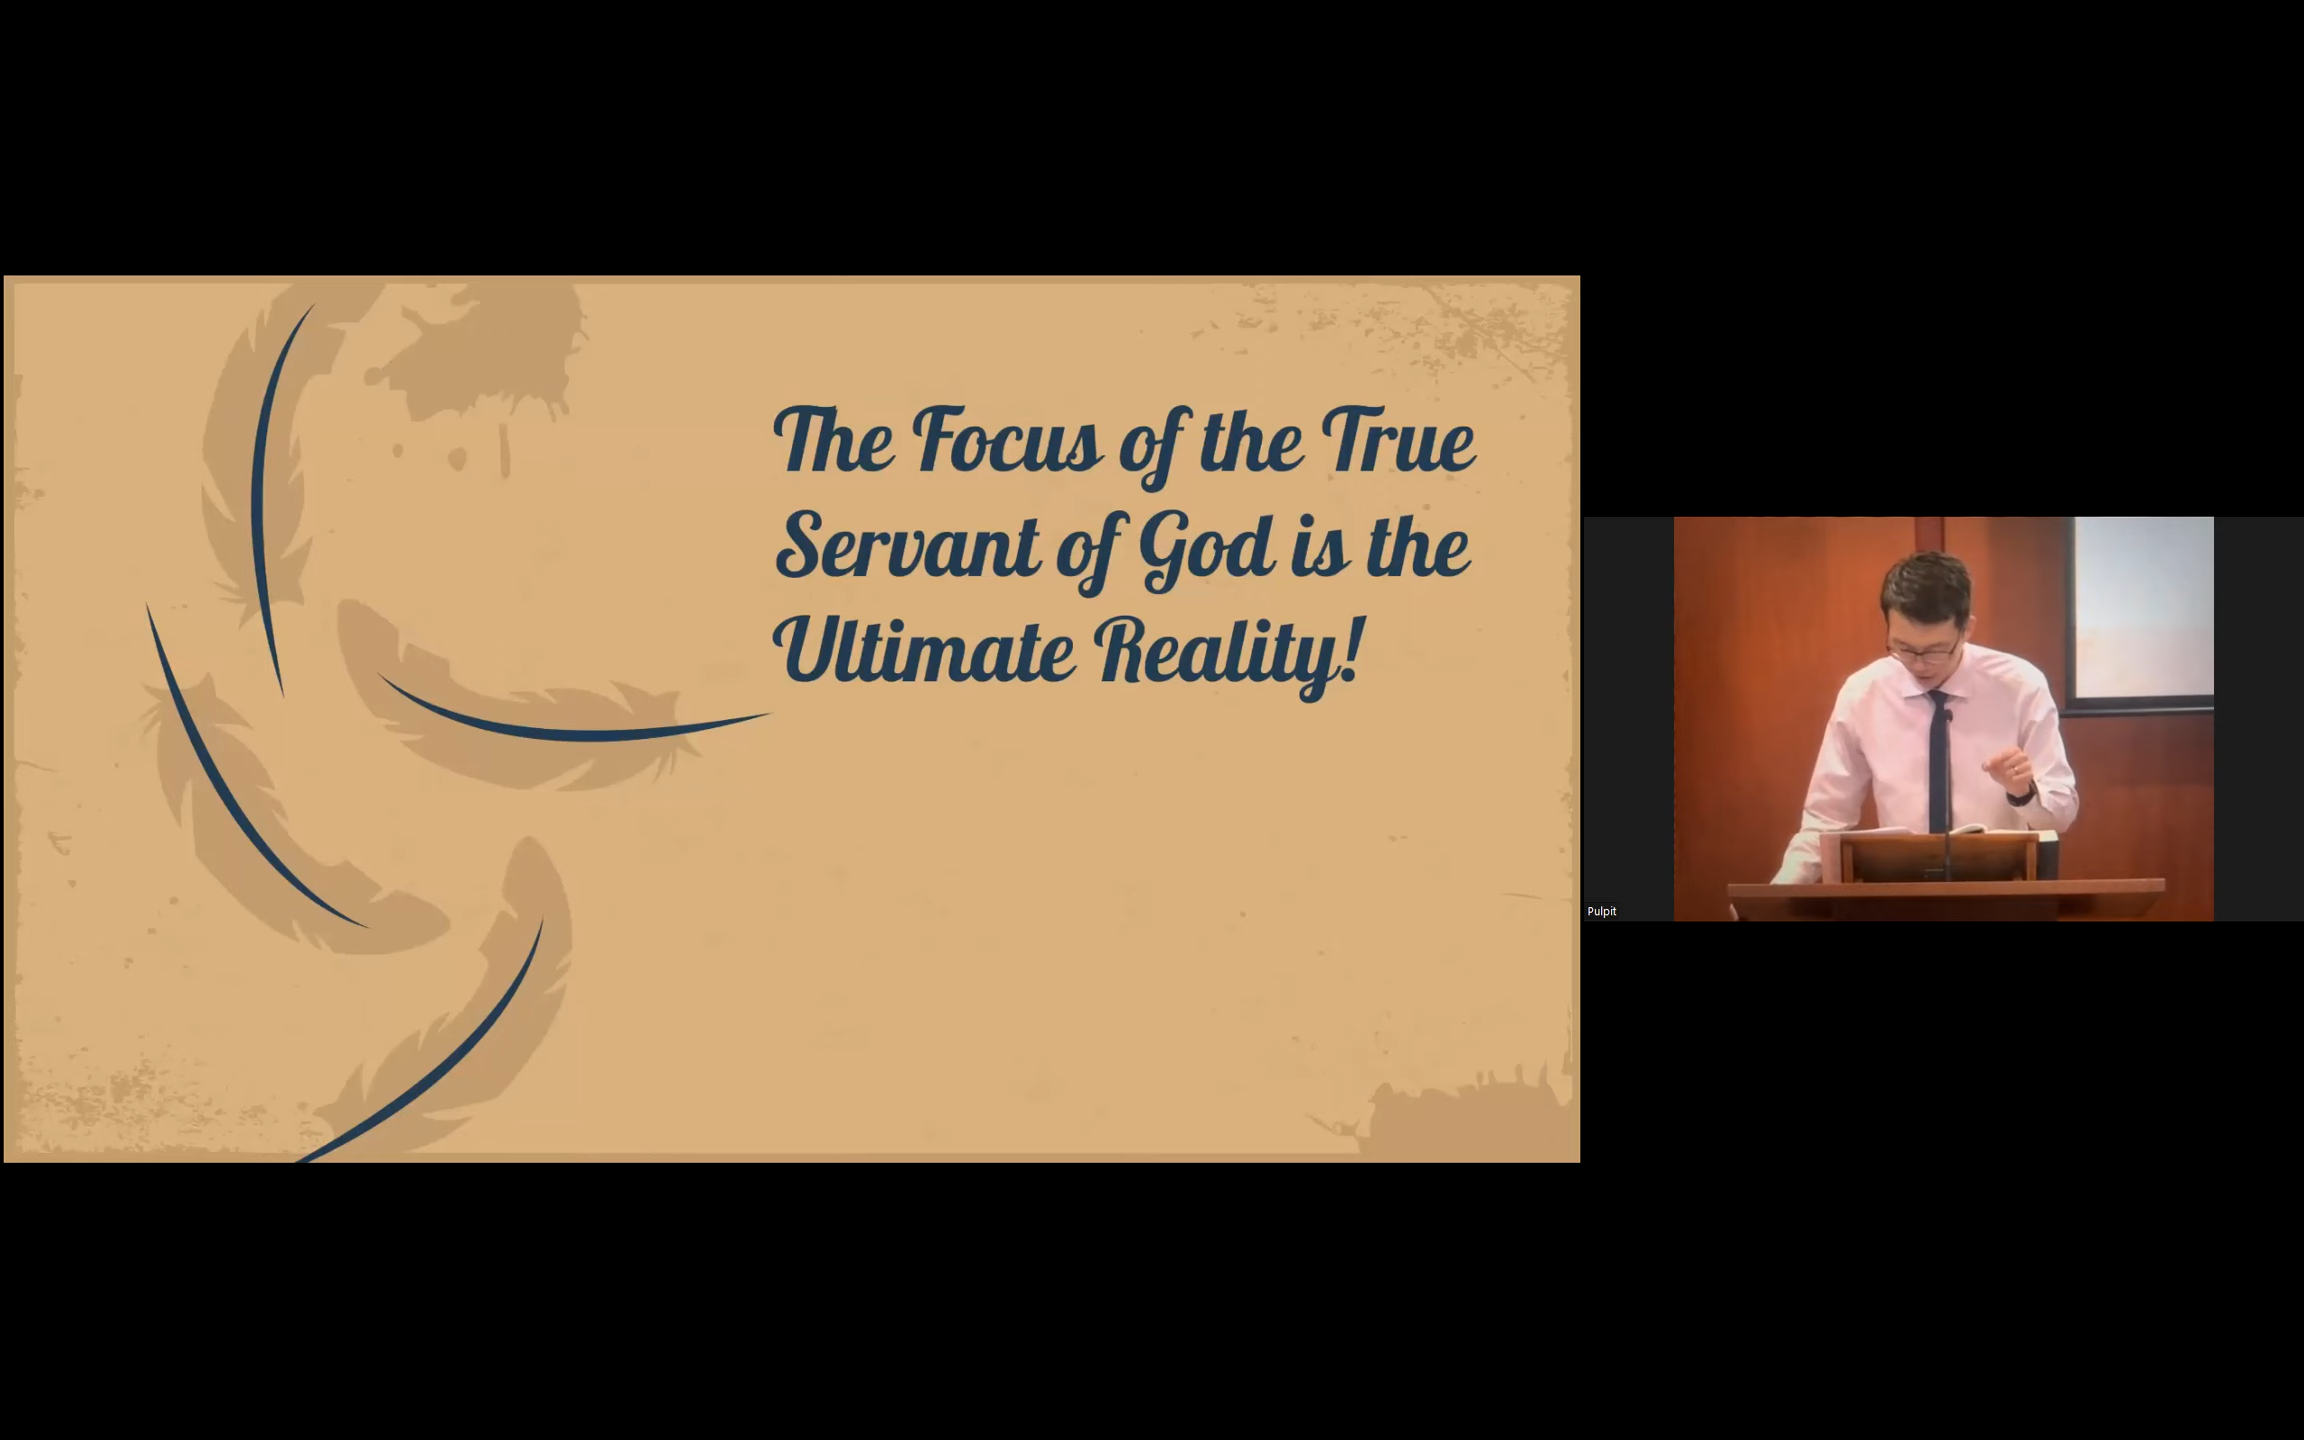 The Focus of the True
Servant of God is the
Ultimate Reality!
Pulpit